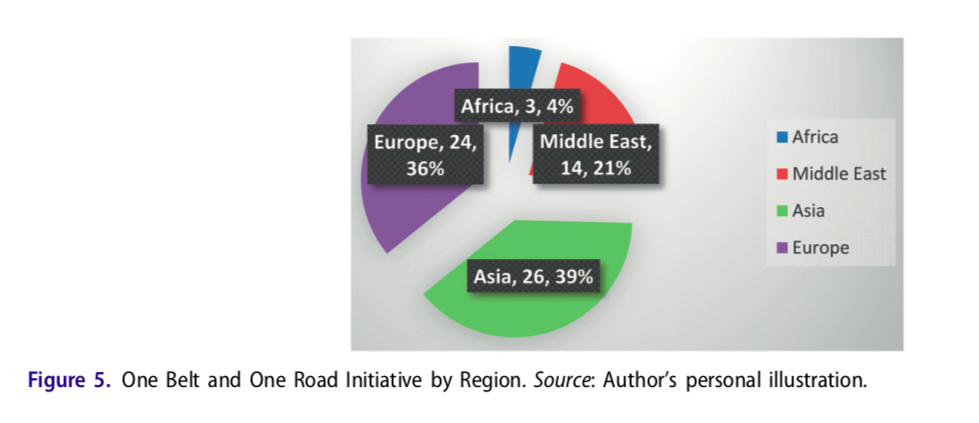 Africa, 3, 4%
Europe, 24,
36%
Middle East,
14, 21%
Asia, 26, 39%
Africa
Middle East
Asia
Europe
Figure 5. One Belt and One Road Initiative by Region. Source: Author’s personal illustration.